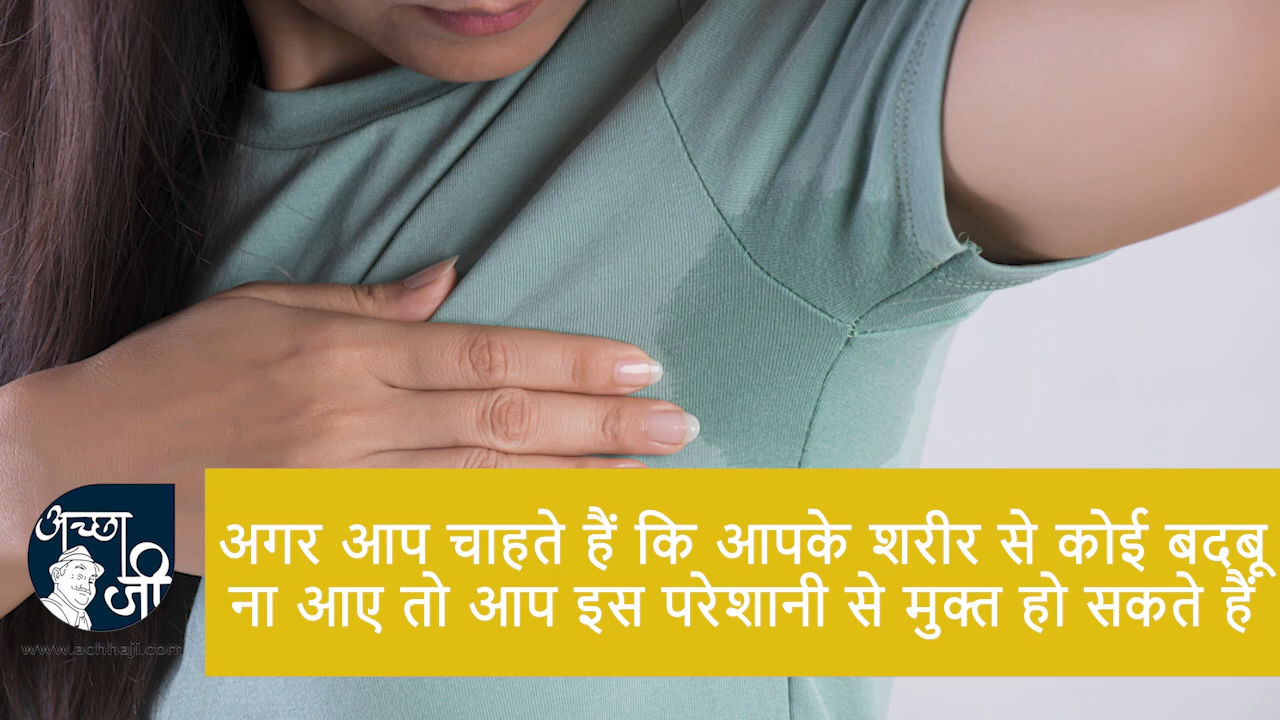 अगर आप चाहते हैं कि आपके शरीर से कोई बदबू
ना आए तो आप इस परेशानी से मुक्त हो सकते हैं
अच्छा
जी
www.achhaji.com